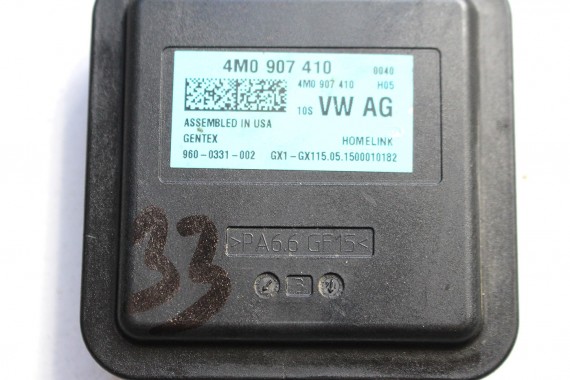 4M0 907 410 0040
4M0 907 410 H05
10S VW AG
ASSEMBLED IN USA
GENTEX HOMELINK
960-0331-002 GX1-GX115.05.1500010182
33
>PA6.6 GF15<
3